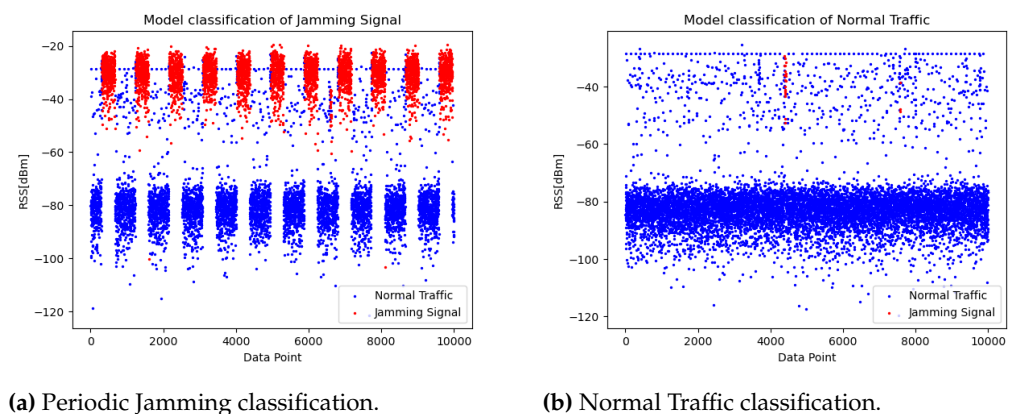 Model classification of Jamming Signal
RSS[dBm]
−20
−40
−60
−80
−100
−120
0
2000
4000
6000
8000
10000
Data Point
Normal Traffic
Jamming Signal
(a) Periodic Jamming classification.
Model classification of Normal Traffic
RSS[dBm]
−40
−60
−80
−100
−120
0
2000
4000
6000
8000
10000
Data Point
Normal Traffic
Jamming Signal
(b) Normal Traffic classification.